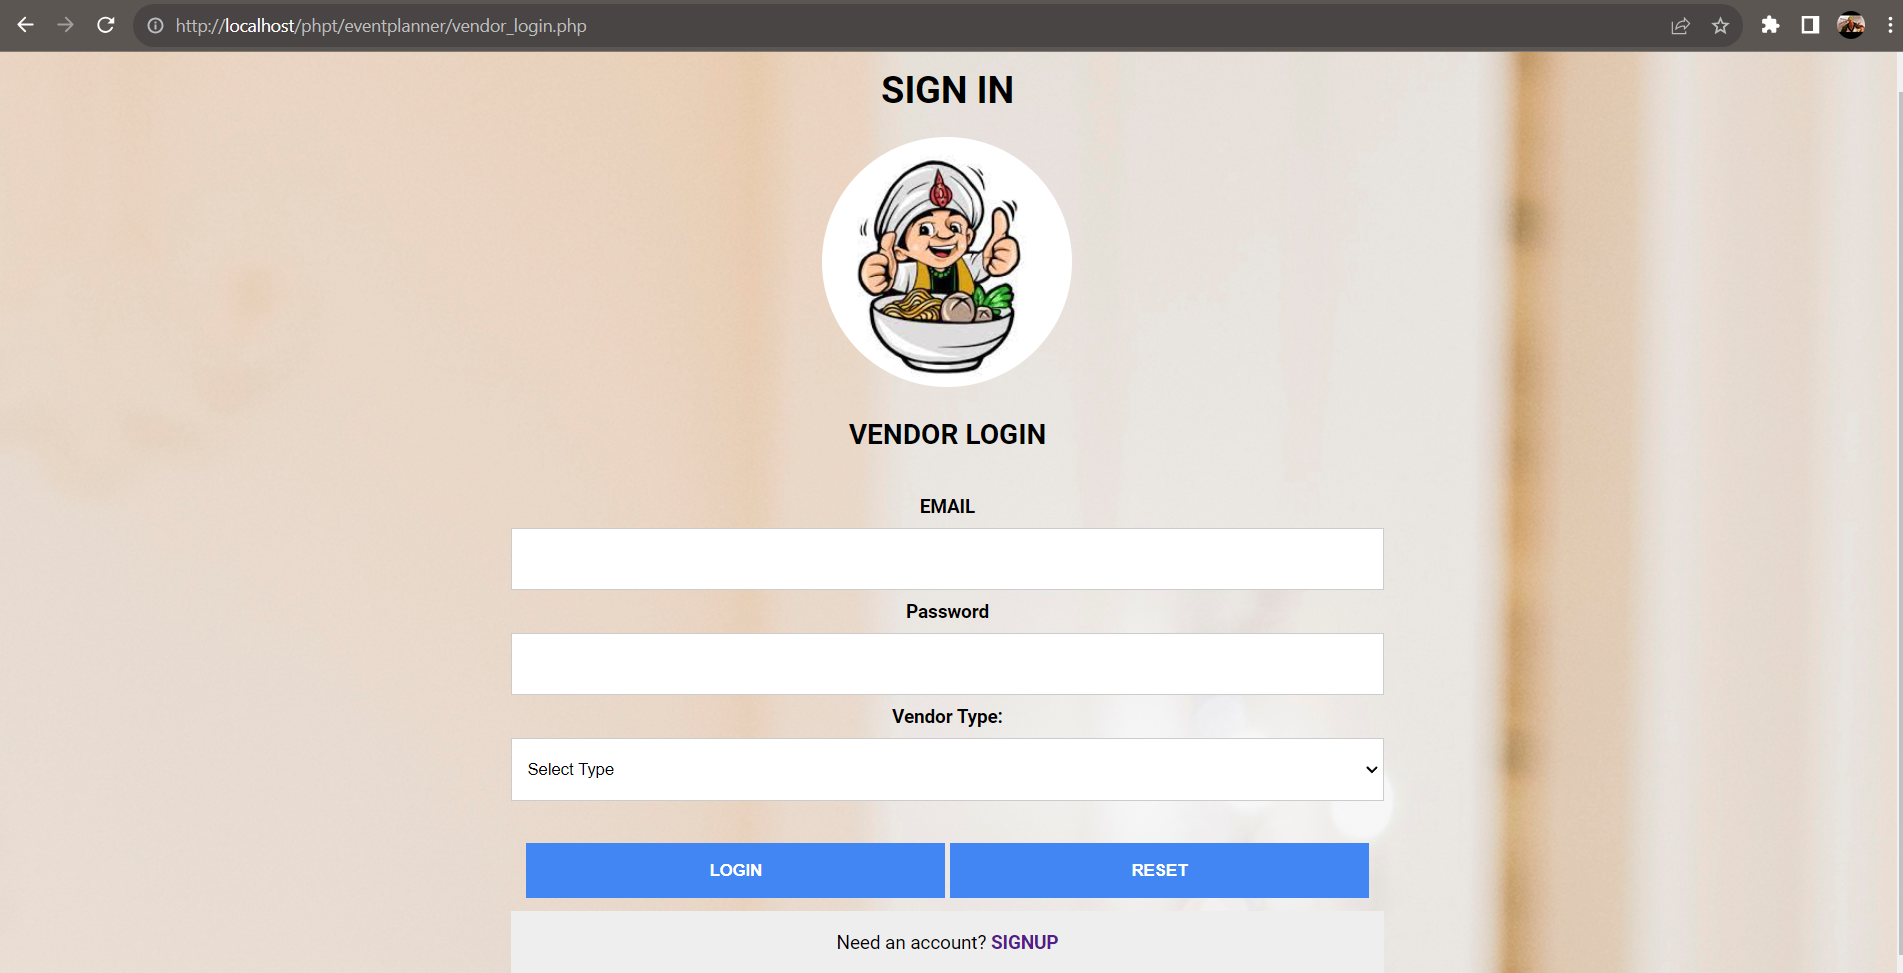 http://localhost/phpt/eventplanner/vendor_login.php
SIGN IN
VENDOR LOGIN
EMAIL
Password
Vendor Type:
Select Type
LOGIN RESET
Need an account? SIGNUP